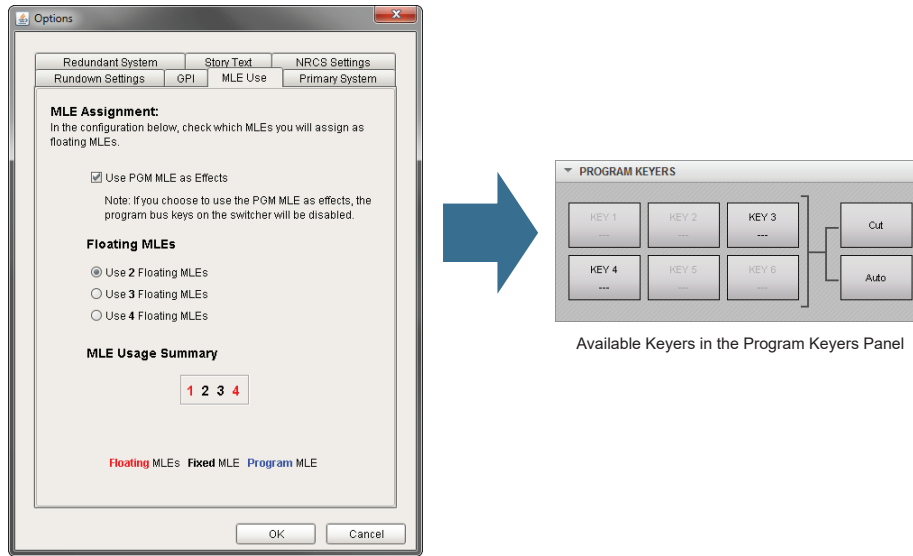 Options
Redundant System Story Text NRCS Settings
Rundown Settings GPI MLE Use Primary System
MLE Assignment:
In the configuration below, check which MLEs you will assign as
floating MLEs.
Use PGM MLE as Effects
Note: If you choose to use the PGM MLE as effects, the
program bus keys on the switcher will be disabled.
Floating MLEs
Use 2 Floating MLEs
Use 3 Floating MLEs
Use 4 Floating MLEs
MLE Usage Summary
1 2 3 4
Floating MLEs Fixed MLE Program MLE
OK Cancel
PROGRAM KEYERS
KEY 1 KEY 2 KEY 3 Cut
--- --- ---
KEY 4 KEY 5 KEY 6 Auto
--- --- ---
Available Keyers in the Program Keyers Panel